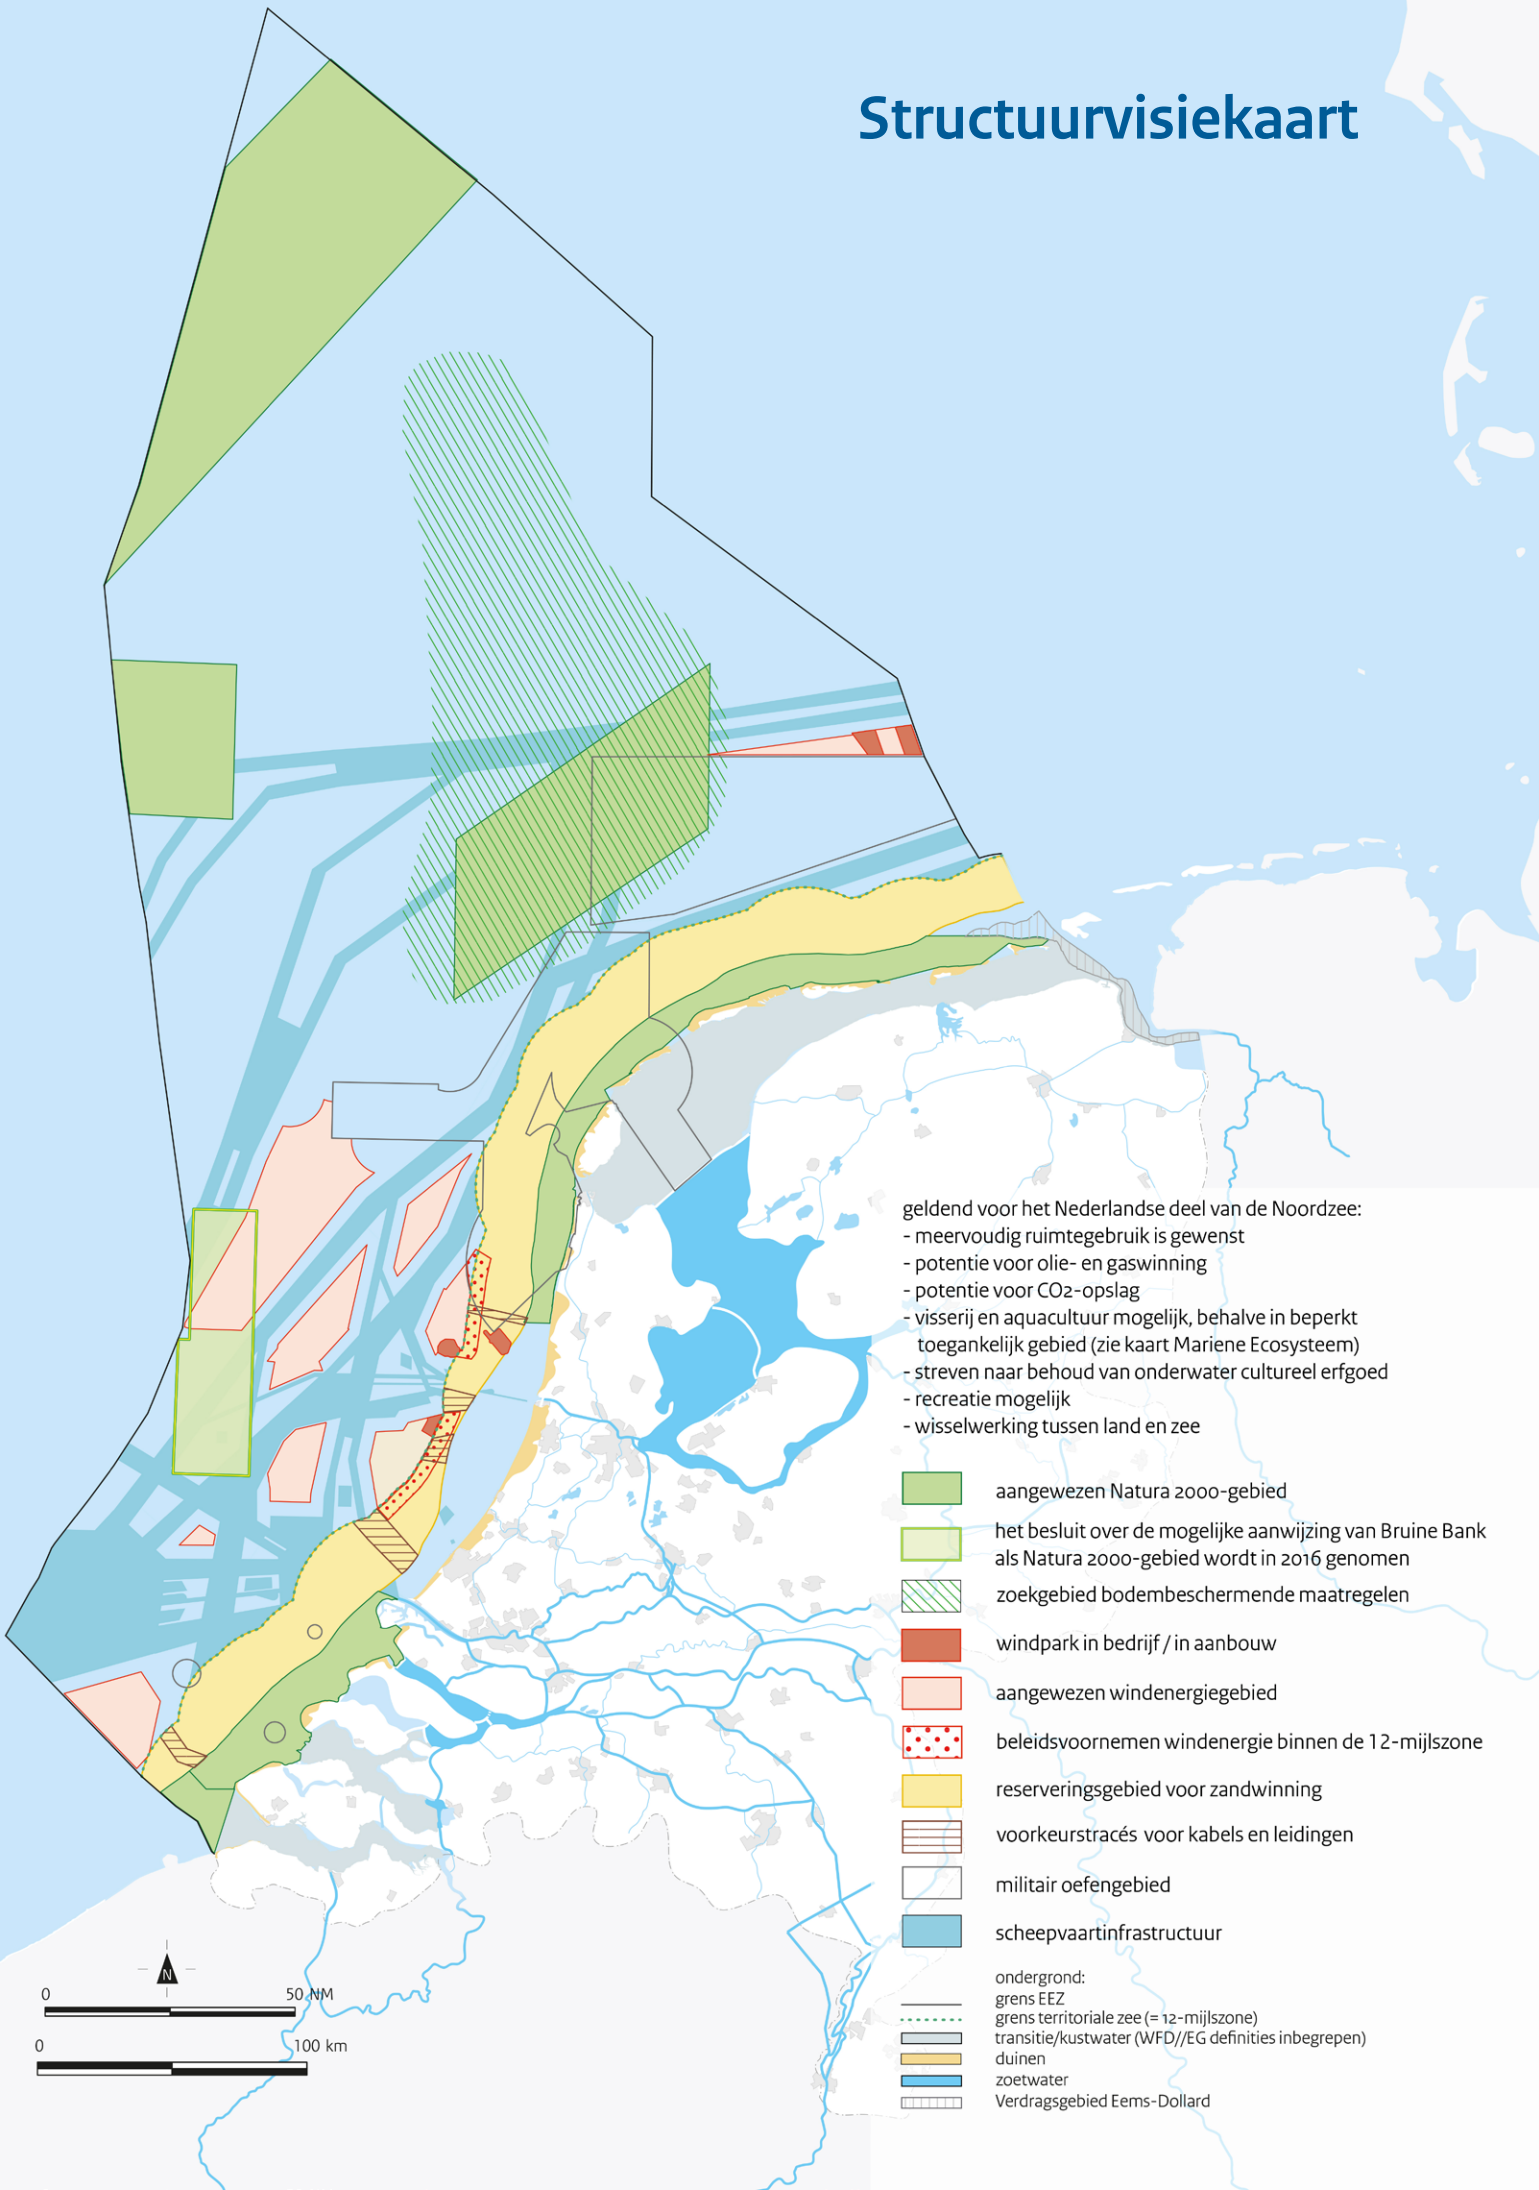 Structuurvisiekaart
geldend voor het Nederlandse deel van de Noordzee:
- meervoudig ruimtegebruik is gewenst
- potentie voor olie- en gaswinning
- potentie voor CO2-opslag
- visserij en aquacultuur mogelijk, behalve in beperkt
toegankelijk gebied (zie kaart Mariene Ecosysteem)
- streven naar behoud van onderwater cultureel erfgoed
- recreatie mogelijk
- wisselwerking tussen land en zee
aangewezen Natura 2000-gebied
het besluit over de mogelijke aanwijzing van Bruine Bank
als Natura 2000-gebied wordt in 2016 genomen
zoekgebied bodembeschermende maatregelen
windpark in bedrijf / in aanbouw
aangewezen windenergiegebied
beleidsvoornemen windenergie binnen de 12-mijlszone
reserveringsgebied voor zandwinning
voorkeurstracés voor kabels en leidingen
militair oefengebied
scheepvaartinfrastructuur
ondergrond:
grens EEZ
grens territoriale zee (= 12-mijlszone)
transitie/kustwater (WFD//EG definities inbegrepen)
duinen
zoetwater
Verdragsgebied Eems-Dollard
N
0 50 NM
0 100 km